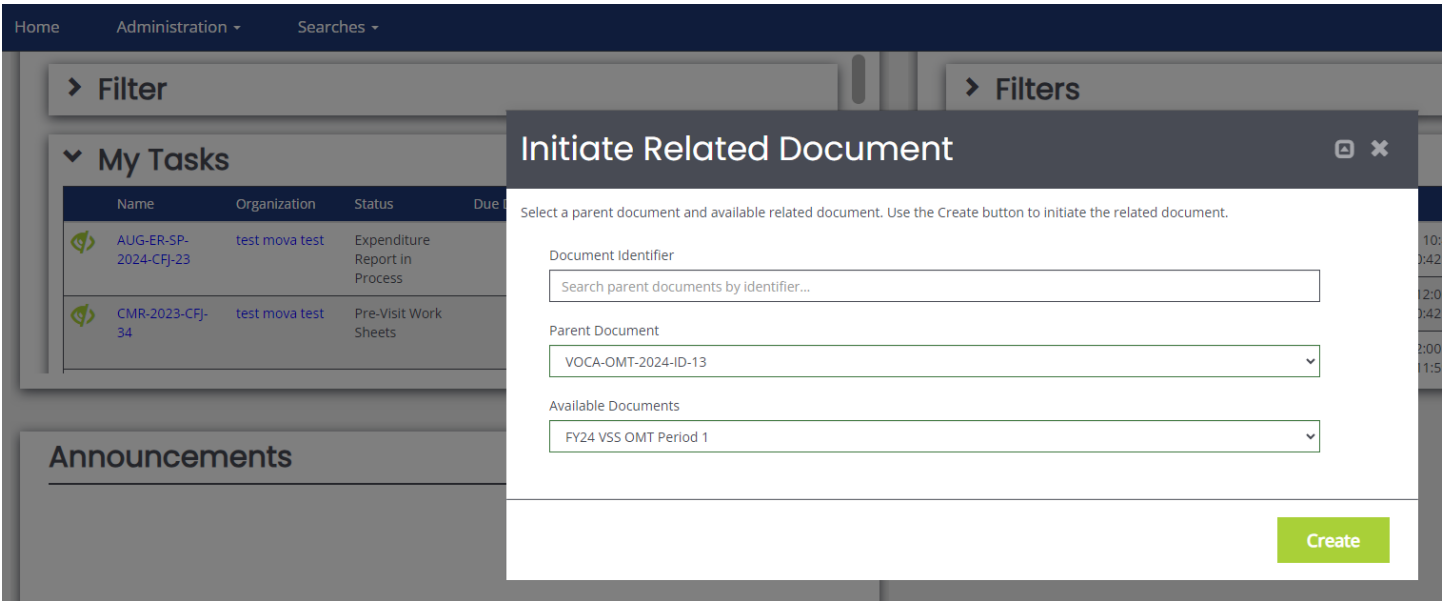 Home Administration Searches
Filter
Filters
My Tasks
Name Organization Status Due
AUG-ER-SP-
2024-CFJ-23
test mova test
Expenditure
Report in
Process
CMR-2023-CFJ-
34
test mova test
Pre-Visit Work
Sheets
Announcements
Initiate Related Document
Select a parent document and available related document. Use the Create button to initiate the related document.
Document Identifier
Search parent documents by identifier...
Parent Document
VOCA-OMT-2024-ID-13
Available Documents
FY24 VSS OMT Period 1
Create